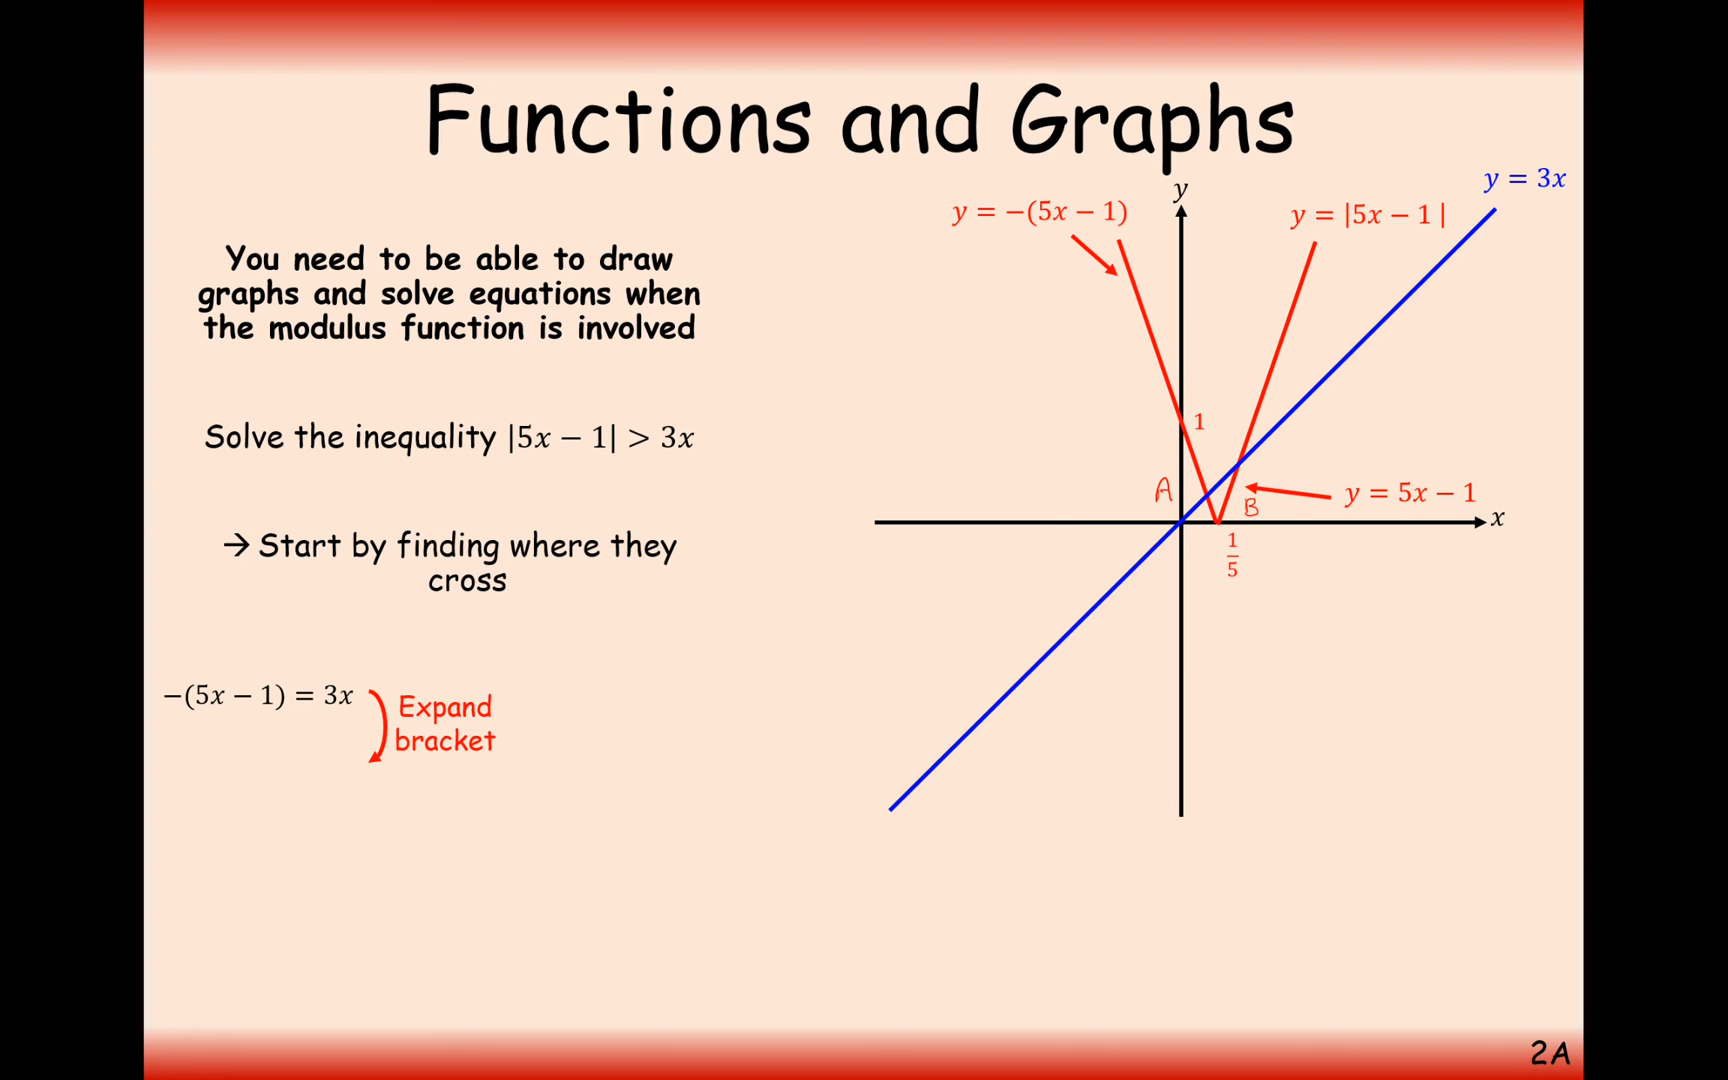 Functions and Graphs
You need to be able to draw
graphs and solve equations when
the modulus function is involved
Solve the inequality |5x − 1| > 3x
→ Start by finding where they
cross
−(5x − 1) = 3x
Expand
bracket
y = 3x
y
y = −(5x − 1)
y = |5x − 1 |
1
A
B
y = 5x − 1
x
1
5
2A